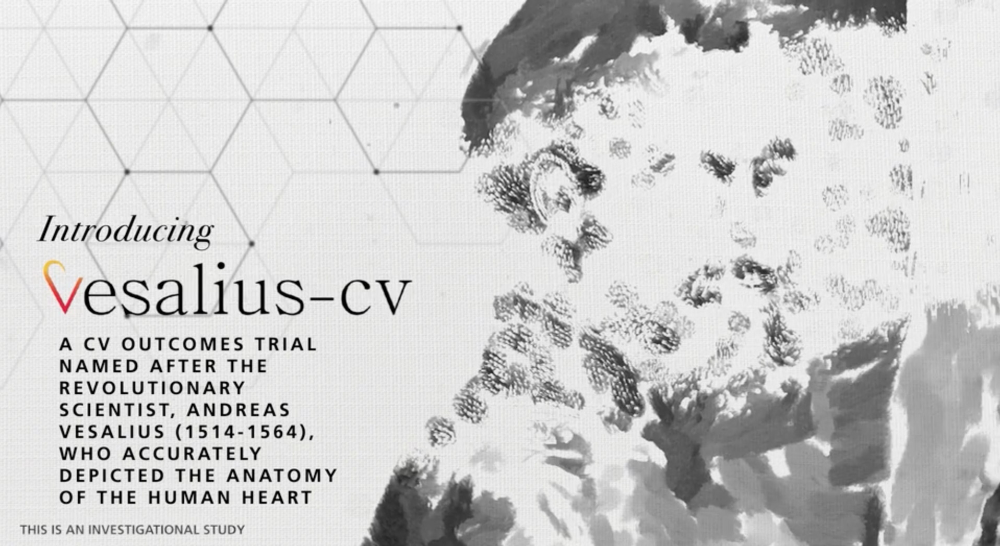 Introducing
Vesalius-cv
A CV OUTCOMES TRIAL
NAMED AFTER THE
REVOLUTIONARY
SCIENTIST, ANDREAS
VESALIUS (1514-1564),
WHO ACCURATELY
DEPICTED THE ANATOMY
OF THE HUMAN HEART
THIS IS AN INVESTIGATIONAL STUDY